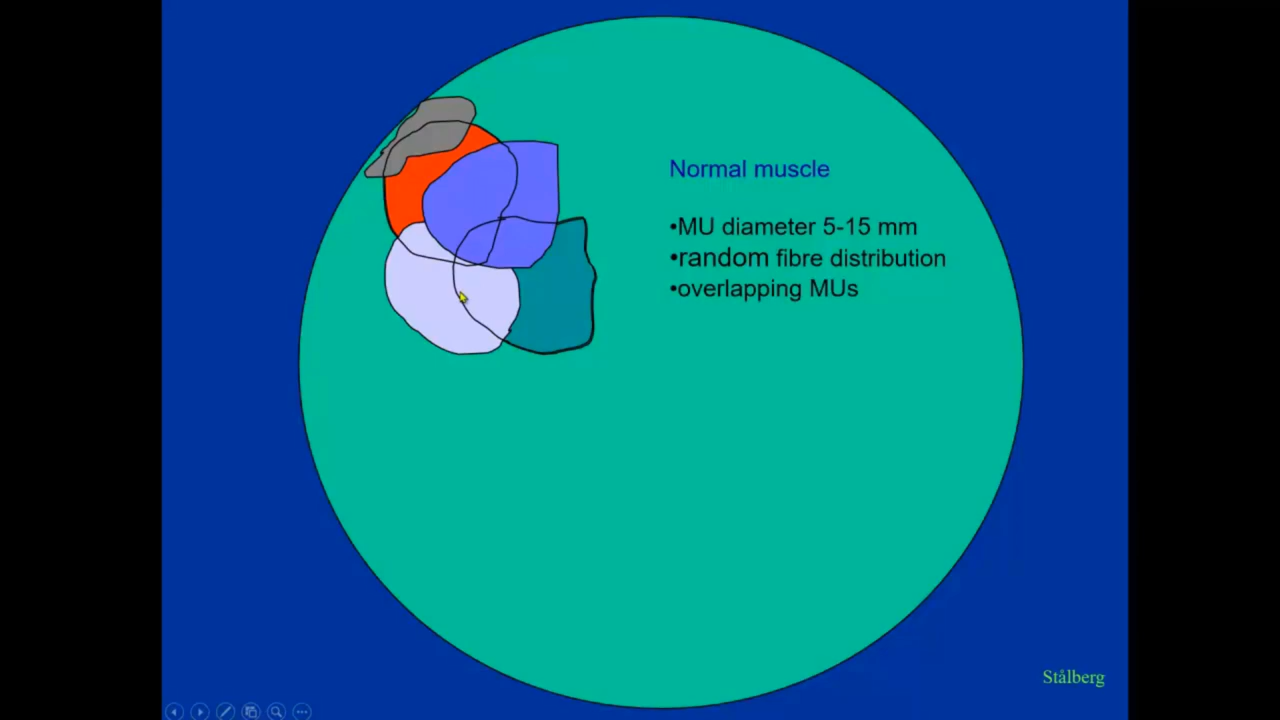 Normal muscle
•MU diameter 5-15 mm
•random fibre distribution
•overlapping MUs
Stålberg